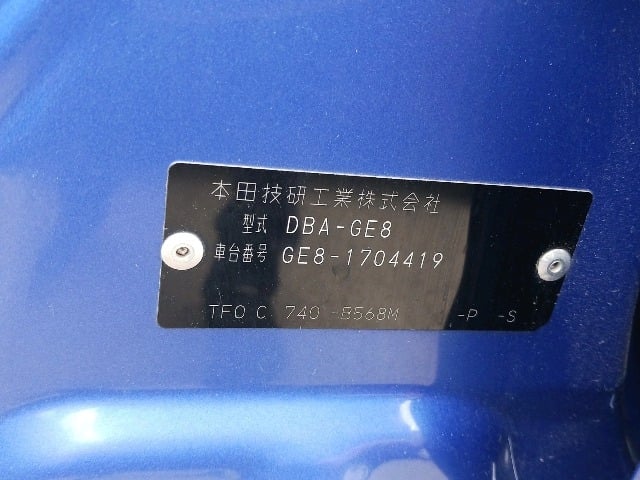 本田技研工業株式会社
型式 DBA-GE8
車台番号 GE8-1704419
TF0 C 740 -B568M -P -S